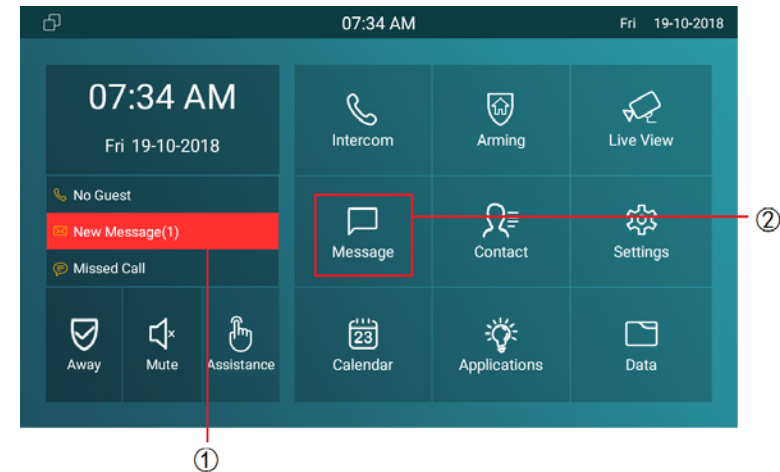 07:34 AM
Fri 19-10-2018
07:34 AM
Fri 19-10-2018
No Guest
New Message(1)
Missed Call
Away
Mute
Assistance
Intercom
Arming
Live View
Message
Contact
Settings
23
Calendar
Applications
Data
①
②